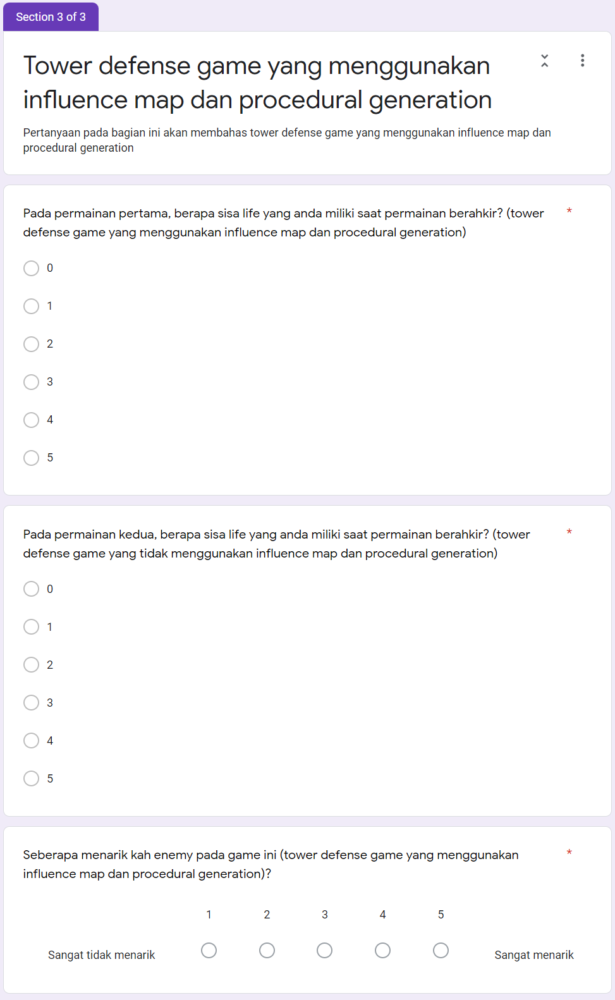 Section 3 of 3
Tower defense game yang menggunakan
influence map dan procedural generation
Pertanyaan pada bagian ini akan membahas tower defense game yang menggunakan influence map dan
procedural generation
Pada permainan pertama, berapa sisa life yang anda miliki saat permainan berahkir? (tower *
defense game yang menggunakan influence map dan procedural generation)
0
1
2
3
4
5
Pada permainan kedua, berapa sisa life yang anda miliki saat permainan berahkir? (tower *
defense game yang tidak menggunakan influence map dan procedural generation)
0
1
2
3
4
5
Seberapa menarik kah enemy pada game ini (tower defense game yang menggunakan *
influence map dan procedural generation)?
1 2 3 4 5
Sangat tidak menarik Sangat menarik